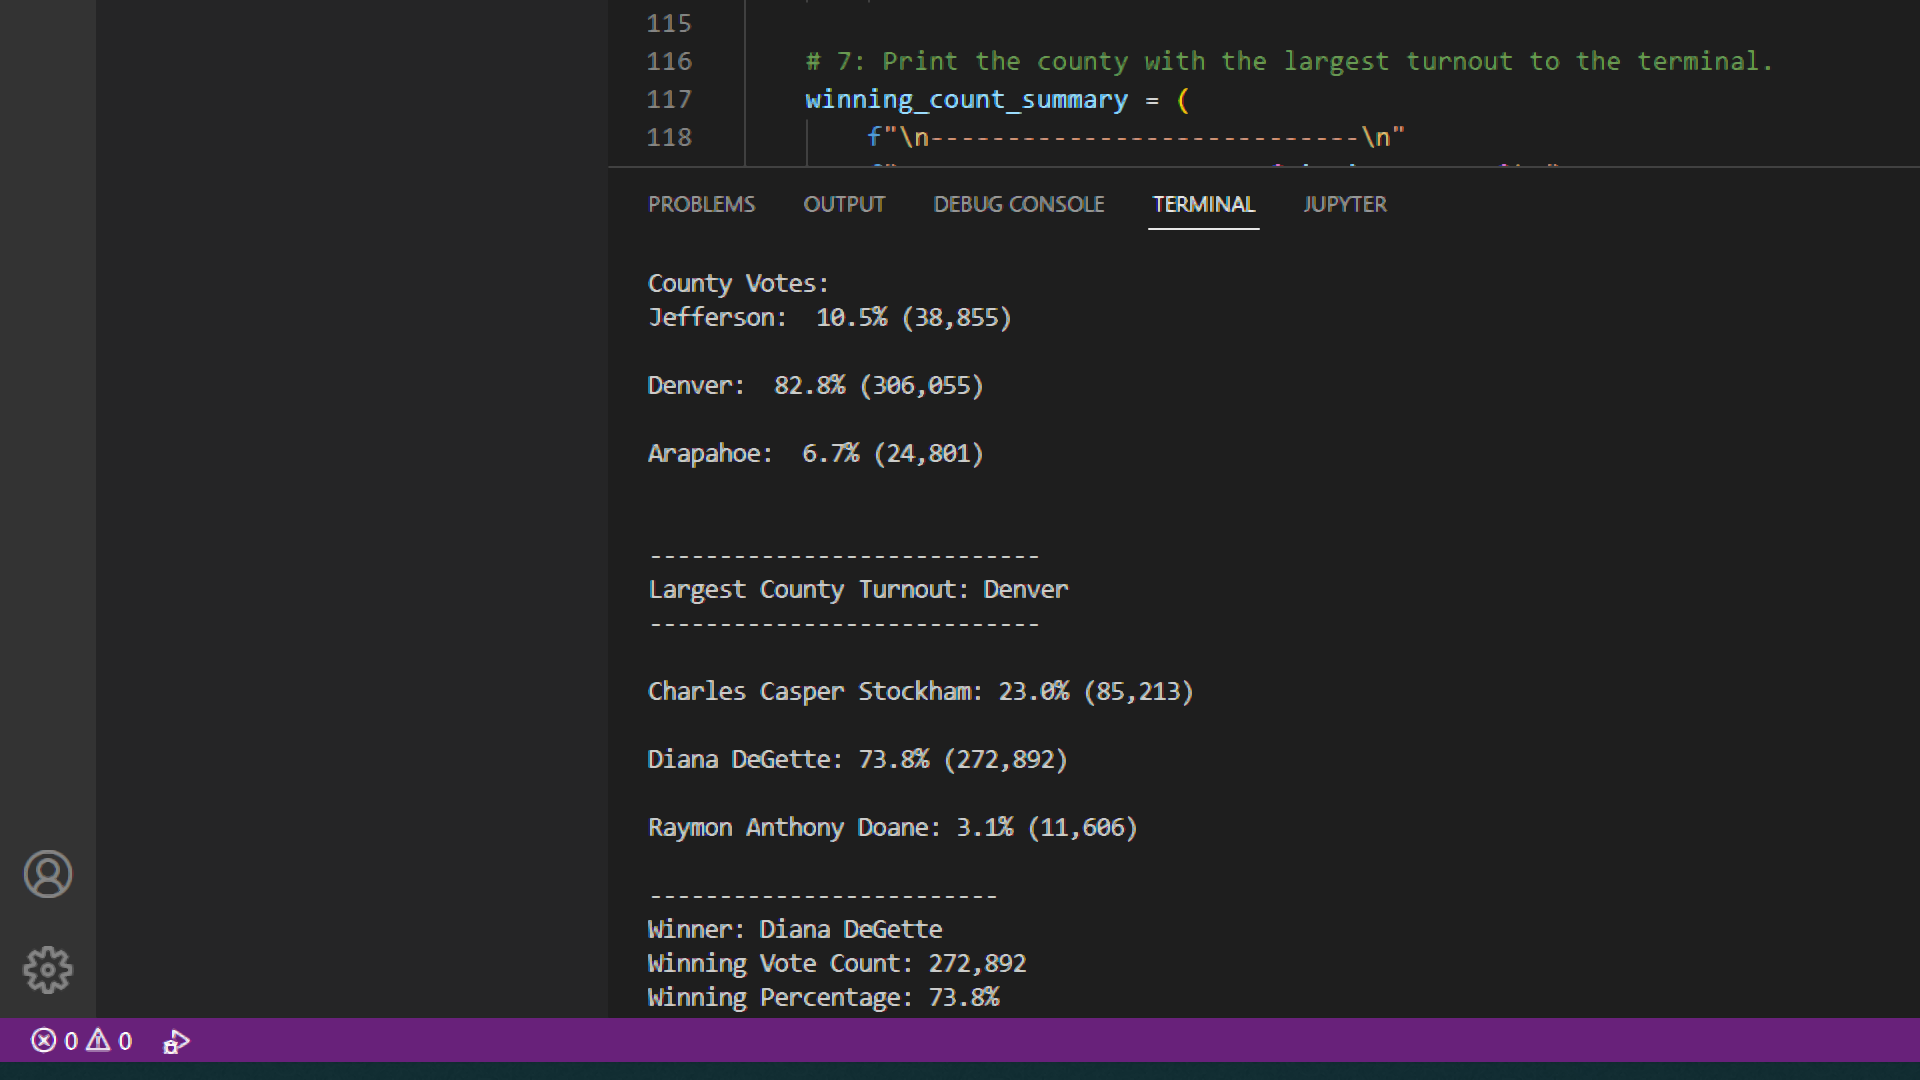 115
116 # 7: Print the county with the largest turnout to the terminal.
117 winning_count_summary = (
118 f"\n----------------------------\n"
PROBLEMS OUTPUT DEBUG CONSOLE TERMINAL JUPYTER
County Votes:
Jefferson:  10.5% (38,855)
Denver:  82.8% (306,055)
Arapahoe:  6.7% (24,801)
----------------------------
Largest County Turnout: Denver
----------------------------
Charles Casper Stockham: 23.0% (85,213)
Diana DeGette: 73.8% (272,892)
Raymon Anthony Doane: 3.1% (11,606)
-------------------------
Winner: Diana DeGette
Winning Vote Count: 272,892
Winning Percentage: 73.8%
0 0